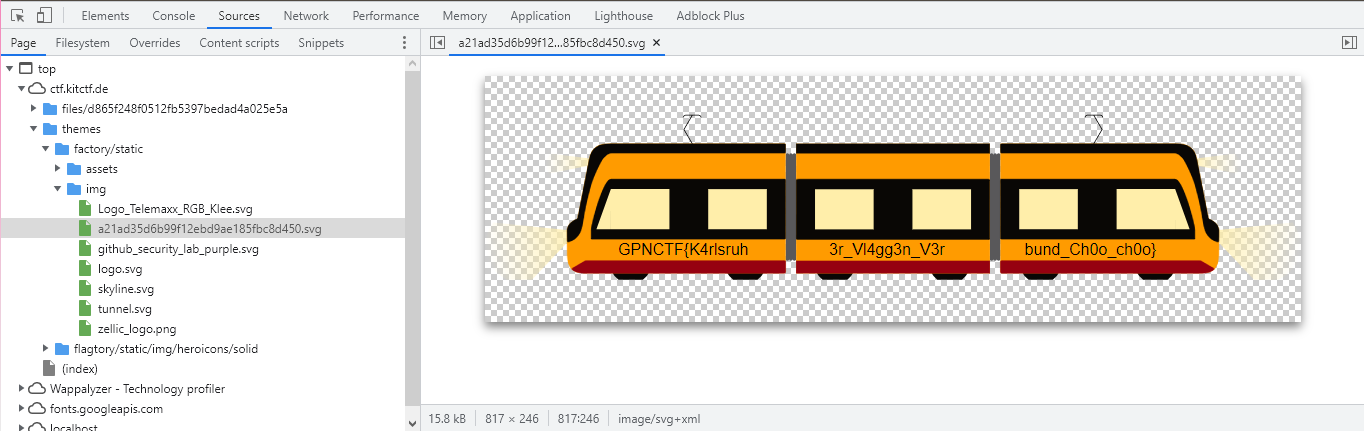 Elements Console Sources Network Performance Memory Application Lighthouse Adblock Plus
Page Filesystem Overrides Content scripts Snippets
a21ad35d6b99f12...85fbc8d450.svg
top
ctf.kitctf.de
files/d865f248f0512fb5397bedad4a025e5a
themes
factory/static
assets
img
Logo_Telemaxx_RGB_Klee.svg
a21ad35d6b99f12ebd9ae185fbc8d450.svg
github_security_lab_purple.svg
logo.svg
skyline.svg
tunnel.svg
zellic_logo.png
flagtory/static/img/heroicons/solid
(index)
Wappalyzer - Technology profiler
fonts.googleapis.com
localhost
GPNCTF{K4rlsruh 3r_Vl4gg3n_V3r bund_Ch0o_ch0o}
15.8 kB 817 × 246 817:246 image/svg+xml